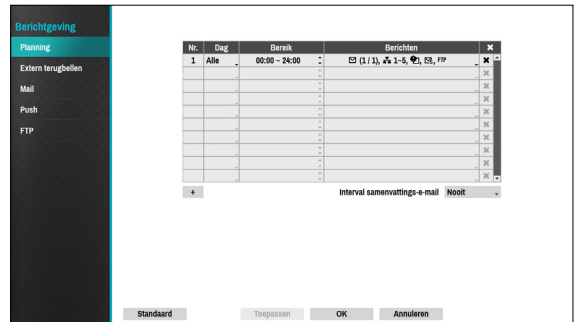 Berichtgeving
Planning
Extern terugbellen
Mail
Push
FTP
Nr. Dag Bereik Berichten
1 Alle 00:00 ~ 24:00 (1 / 1), 1~5, FTP
+ Interval samenvattings-e-mail Nooit
Standaard Toepassen OK Annuleren